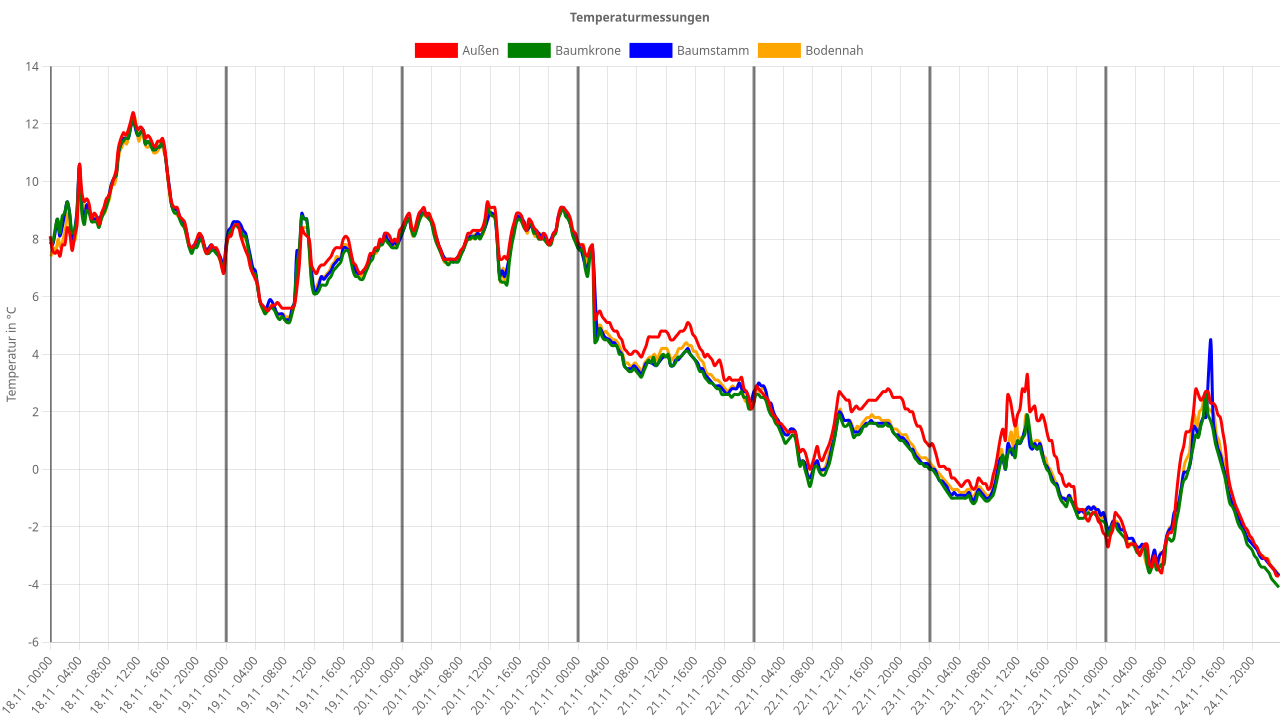 Temperaturmessungen
Außen Baumkrone Baumstamm Bodennah
Temperatur in °C
14
12
10
8
6
4
2
0
-2
-4
-6
18.11 - 00:00
18.11 - 04:00
18.11 - 08:00
18.11 - 12:00
18.11 - 16:00
18.11 - 20:00
19.11 - 00:00
19.11 - 04:00
19.11 - 08:00
19.11 - 12:00
19.11 - 16:00
19.11 - 20:00
20.11 - 00:00
20.11 - 04:00
20.11 - 08:00
20.11 - 12:00
20.11 - 16:00
20.11 - 20:00
21.11 - 00:00
21.11 - 04:00
21.11 - 08:00
21.11 - 12:00
21.11 - 16:00
21.11 - 20:00
22.11 - 00:00
22.11 - 04:00
22.11 - 08:00
22.11 - 12:00
22.11 - 16:00
22.11 - 20:00
23.11 - 00:00
23.11 - 04:00
23.11 - 08:00
23.11 - 12:00
23.11 - 16:00
23.11 - 20:00
24.11 - 00:00
24.11 - 04:00
24.11 - 08:00
24.11 - 12:00
24.11 - 16:00
24.11 - 20:00